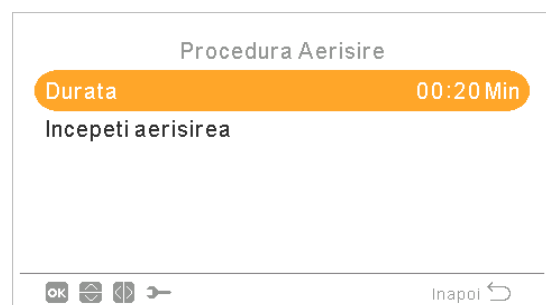 Procedura Aerisire
Durata 00:20 Min
Incepeti aerisirea
OK Inapoi